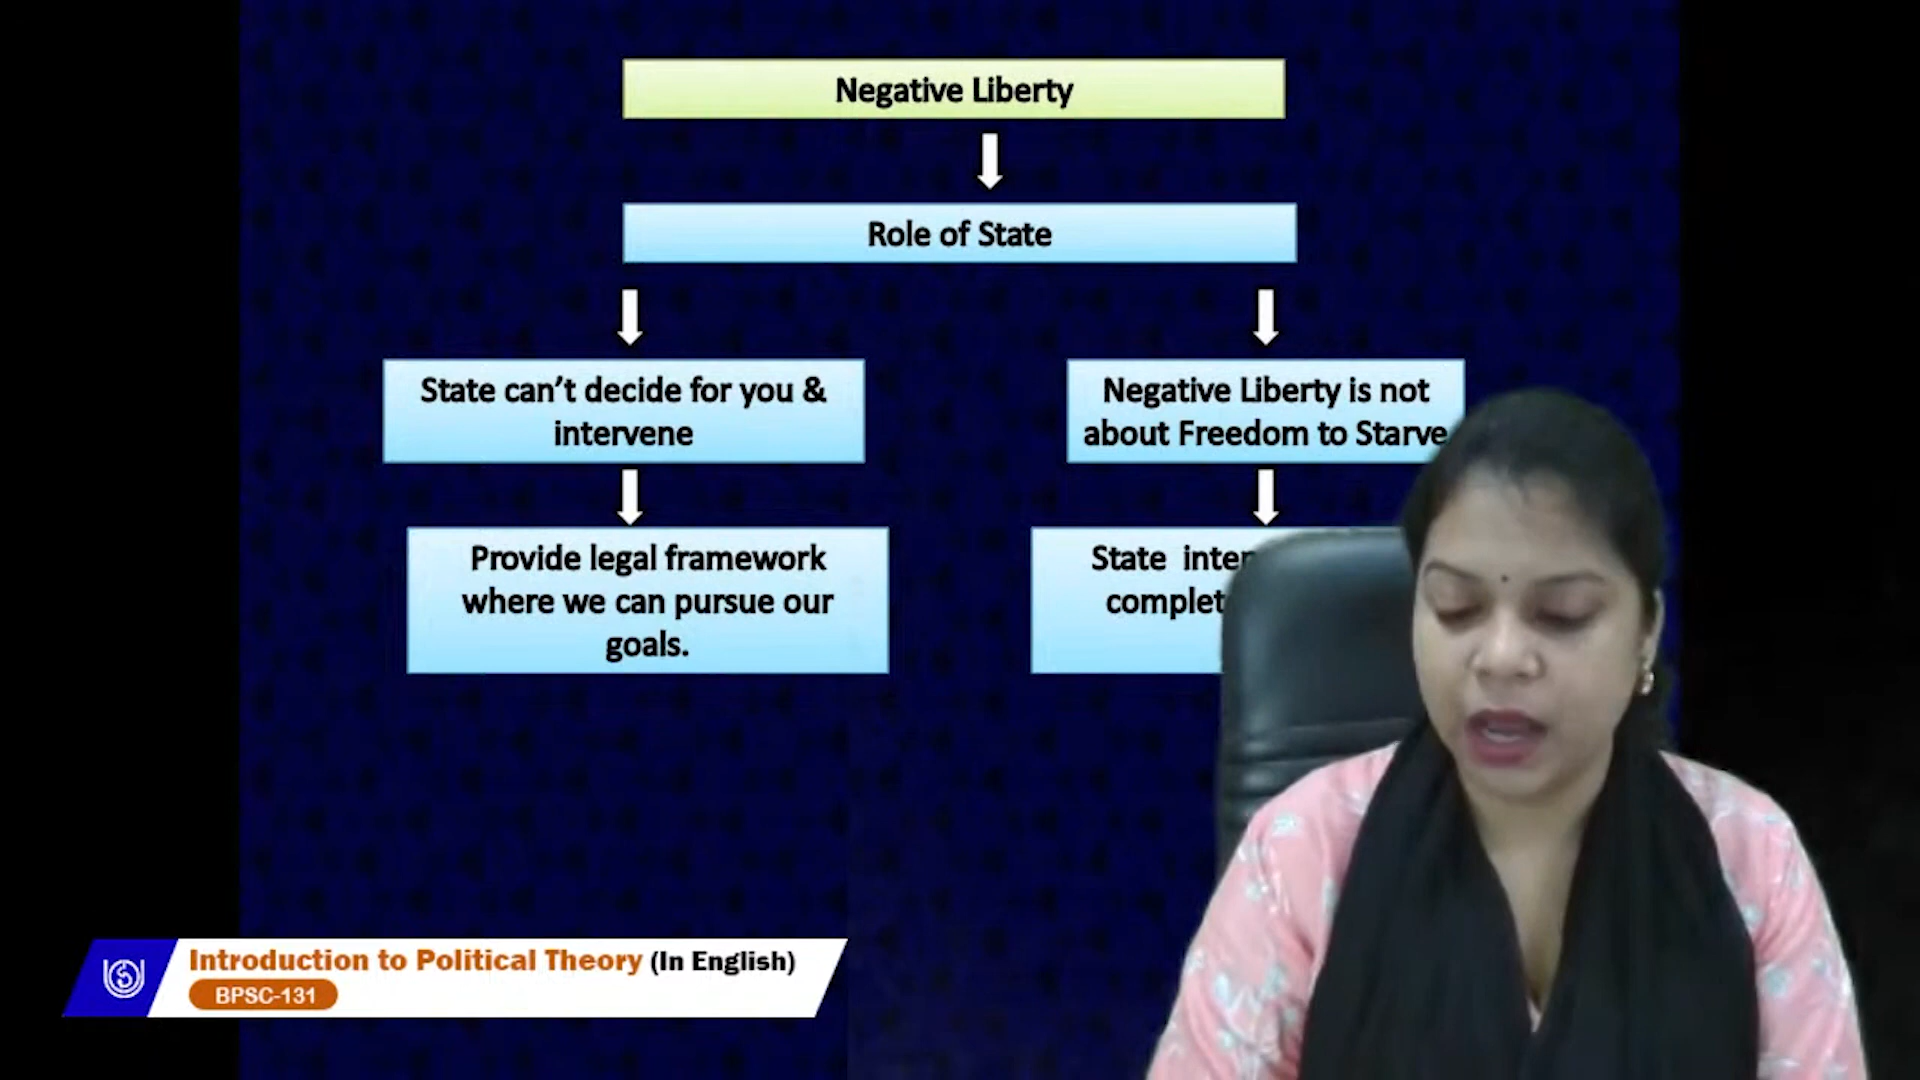 Negative Liberty
Role of State
State can't decide for you &
intervene
Negative Liberty is not
about Freedom to Starve
Provide legal framework
where we can pursue our
goals.
State
Introduction to Political Theory (In English)
BPSC-131